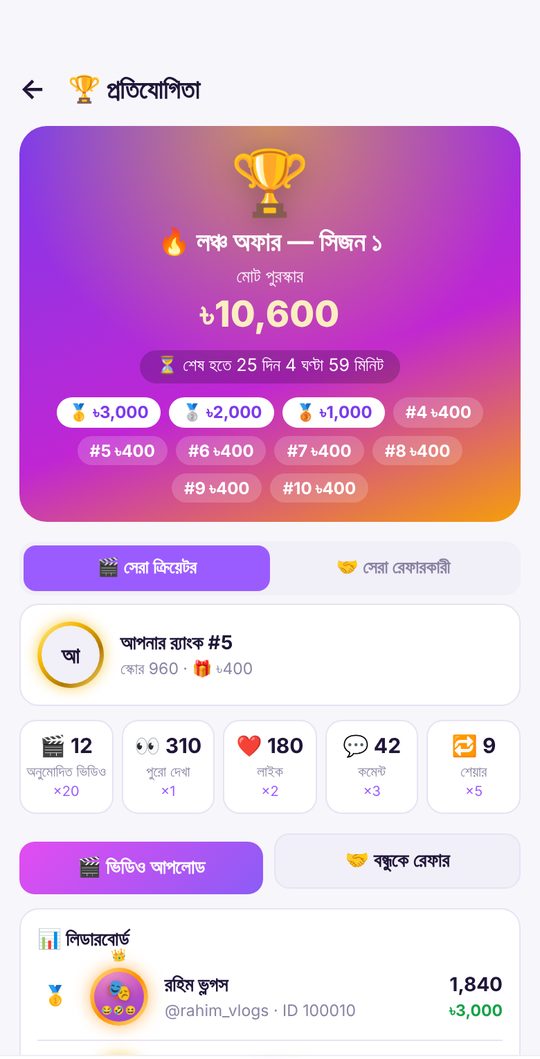 ← 🏆 প্রতিযোগিতা
🔥 লঞ্চ অফার — সিজন ১
মোট পুরস্কার
৳10,600
⏳ শেষ হতে 25 দিন 4 ঘণ্টা 59 মিনিট
🥇 ৳3,000 🥈 ৳2,000 🥉 ৳1,000 #4 ৳400
#5 ৳400 #6 ৳400 #7 ৳400 #8 ৳400
#9 ৳400 #10 ৳400
🎬 সেরা ক্রিয়েটর 🤝 সেরা রেফারকারী
আ
আপনার র‍্যাংক #5
স্কোর 960 · 🎁 ৳400
🎬 12 👀 310 ❤️ 180 💬 42 🔁 9
অনুমোদিত ভিডিও পুরো দেখা লাইক কমেন্ট শেয়ার
×20 ×1 ×2 ×3 ×5
🎬 ভিডিও আপলোড 🤝 বন্ধুকে রেফার
📊 লিডারবোর্ড
রহিম ভ্লগস 1,840
@rahim_vlogs · ID 100010 ৳3,000